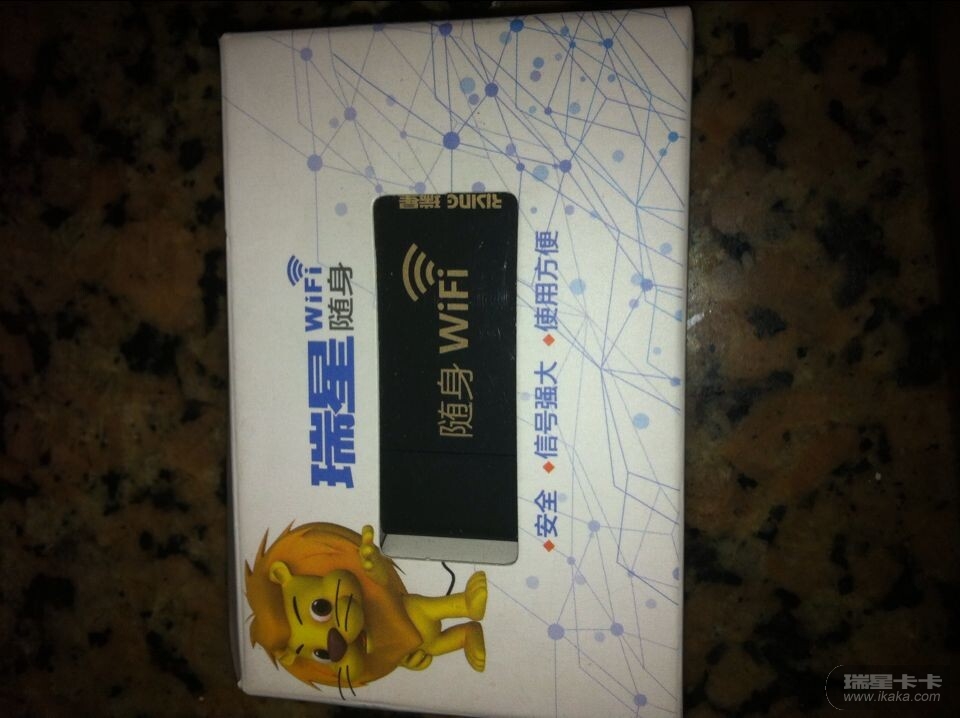 瑞星 WiFi
随身
RISING 瑞星
随身 WiFi
◆安全 ◆信号强大 ◆使用方便
瑞星卡卡
www.ikaka.com